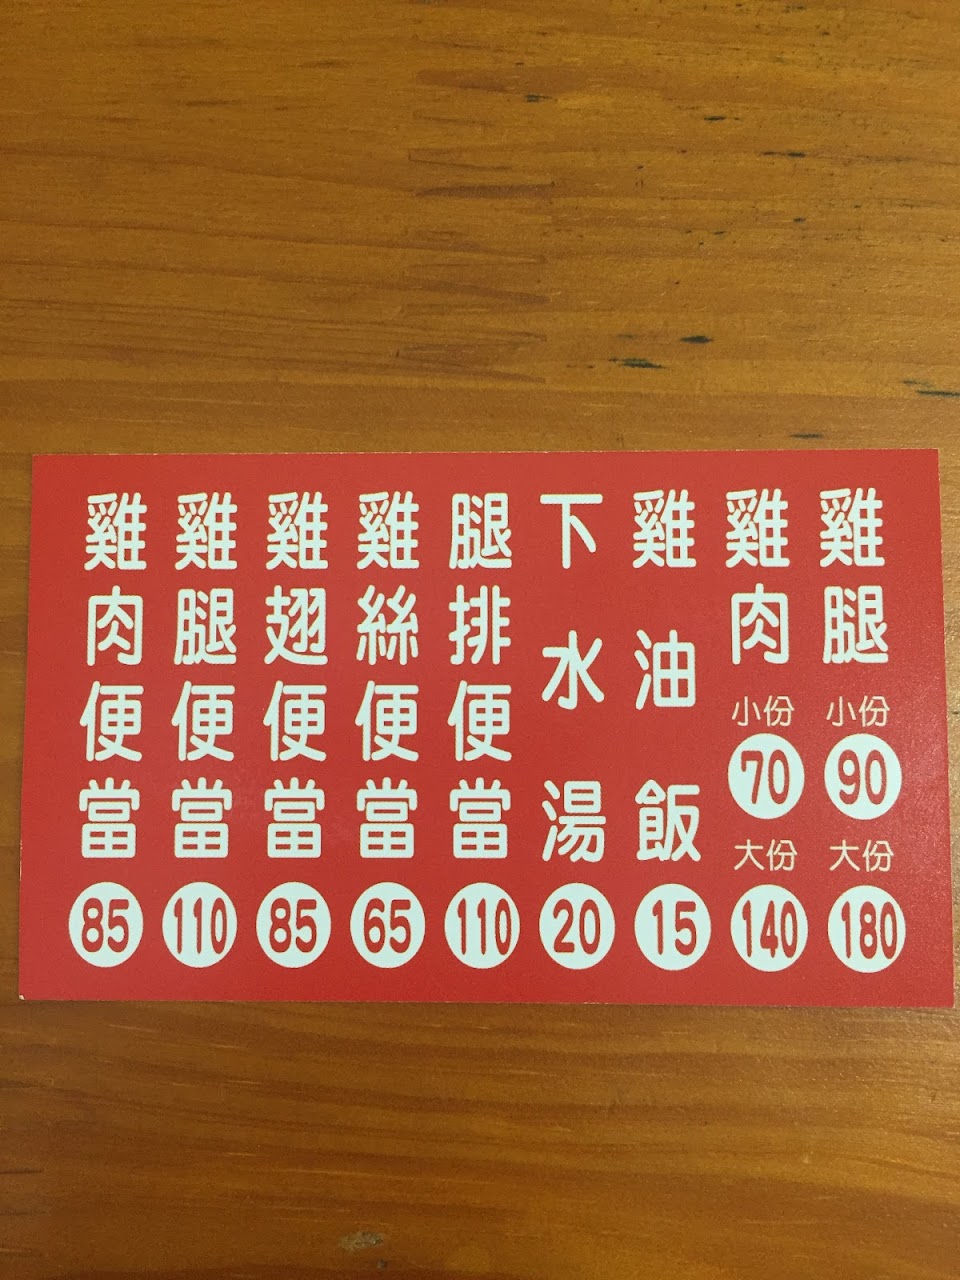 雞肉便當 85
雞腿便當 110
雞翅便當 85
雞絲便當 65
腿排便當 110
下水湯 20
雞油飯 15
雞肉 小份 70 大份 140
雞腿 小份 90 大份 180